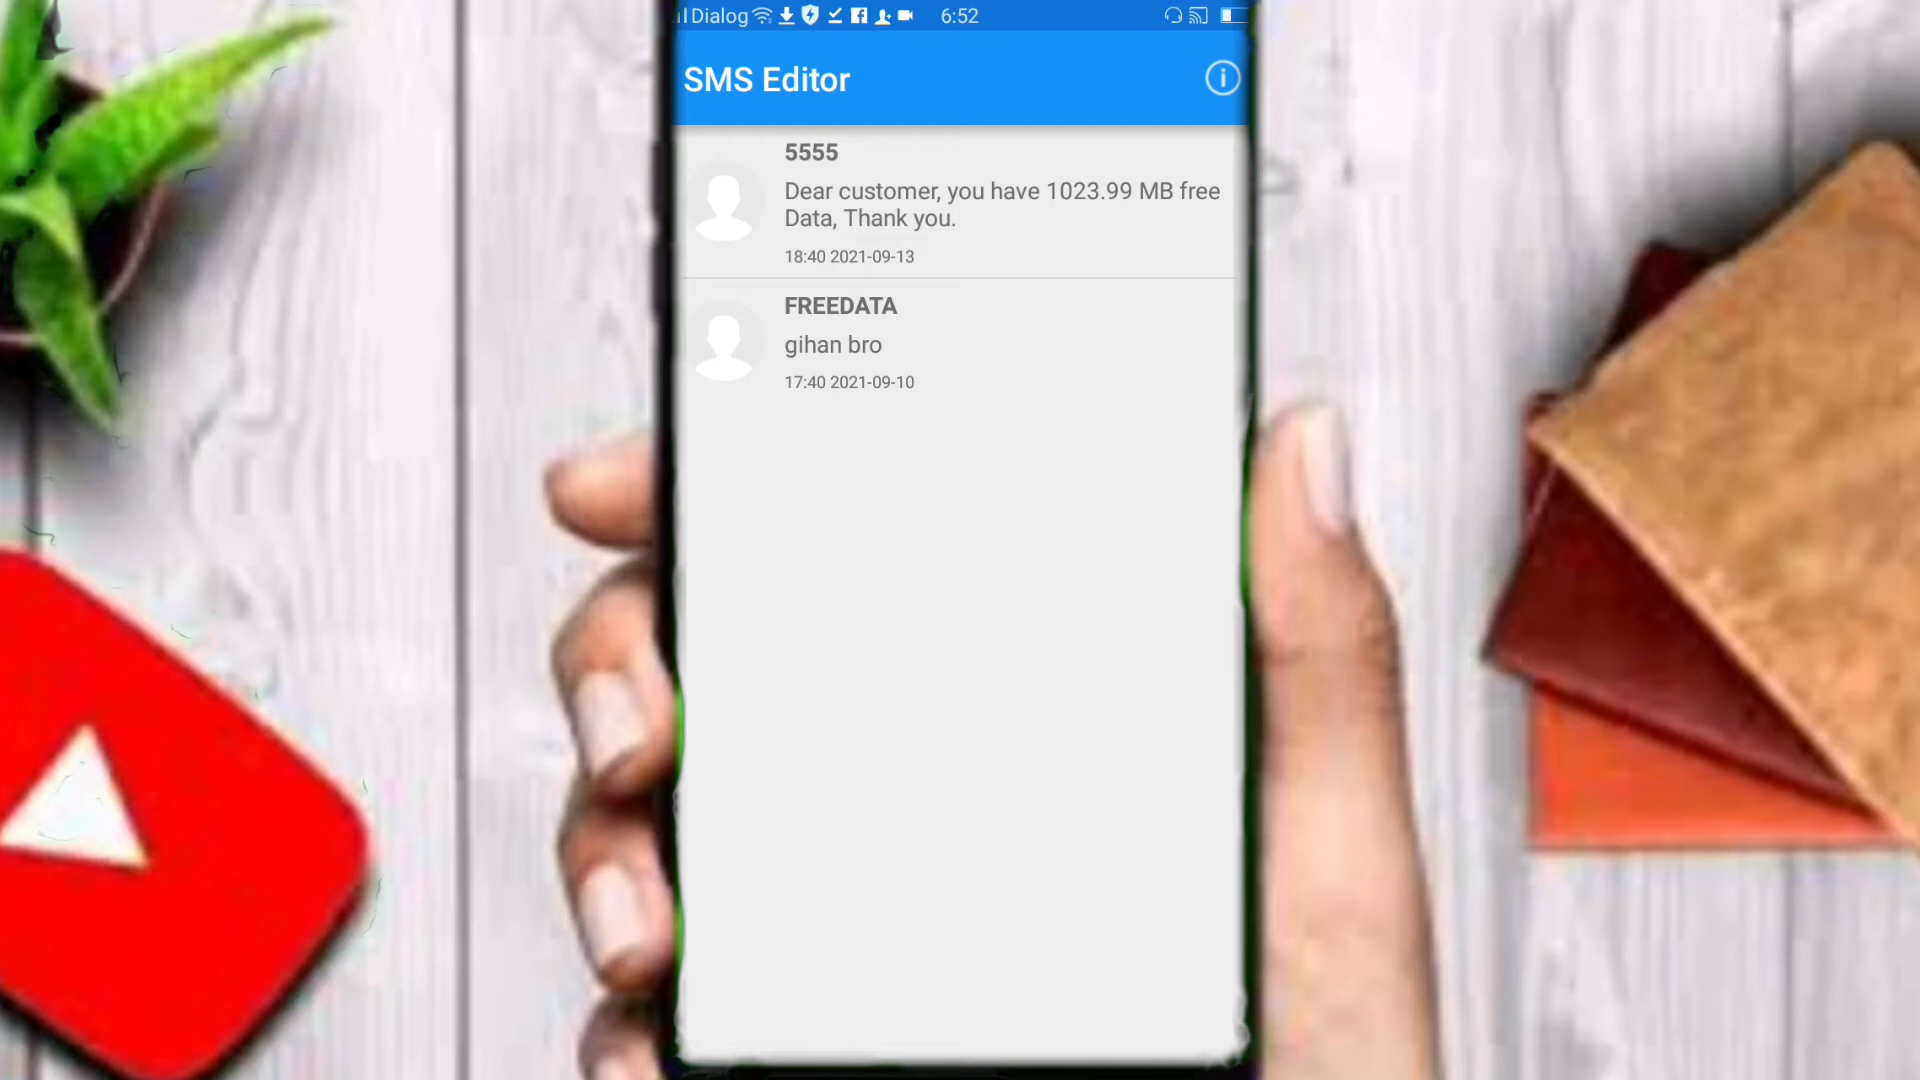 Dialog 6:52
SMS Editor
5555
Dear customer, you have 1023.99 MB free
Data, Thank you.
18:40 2021-09-13
FREEDATA
gihan bro
17:40 2021-09-10